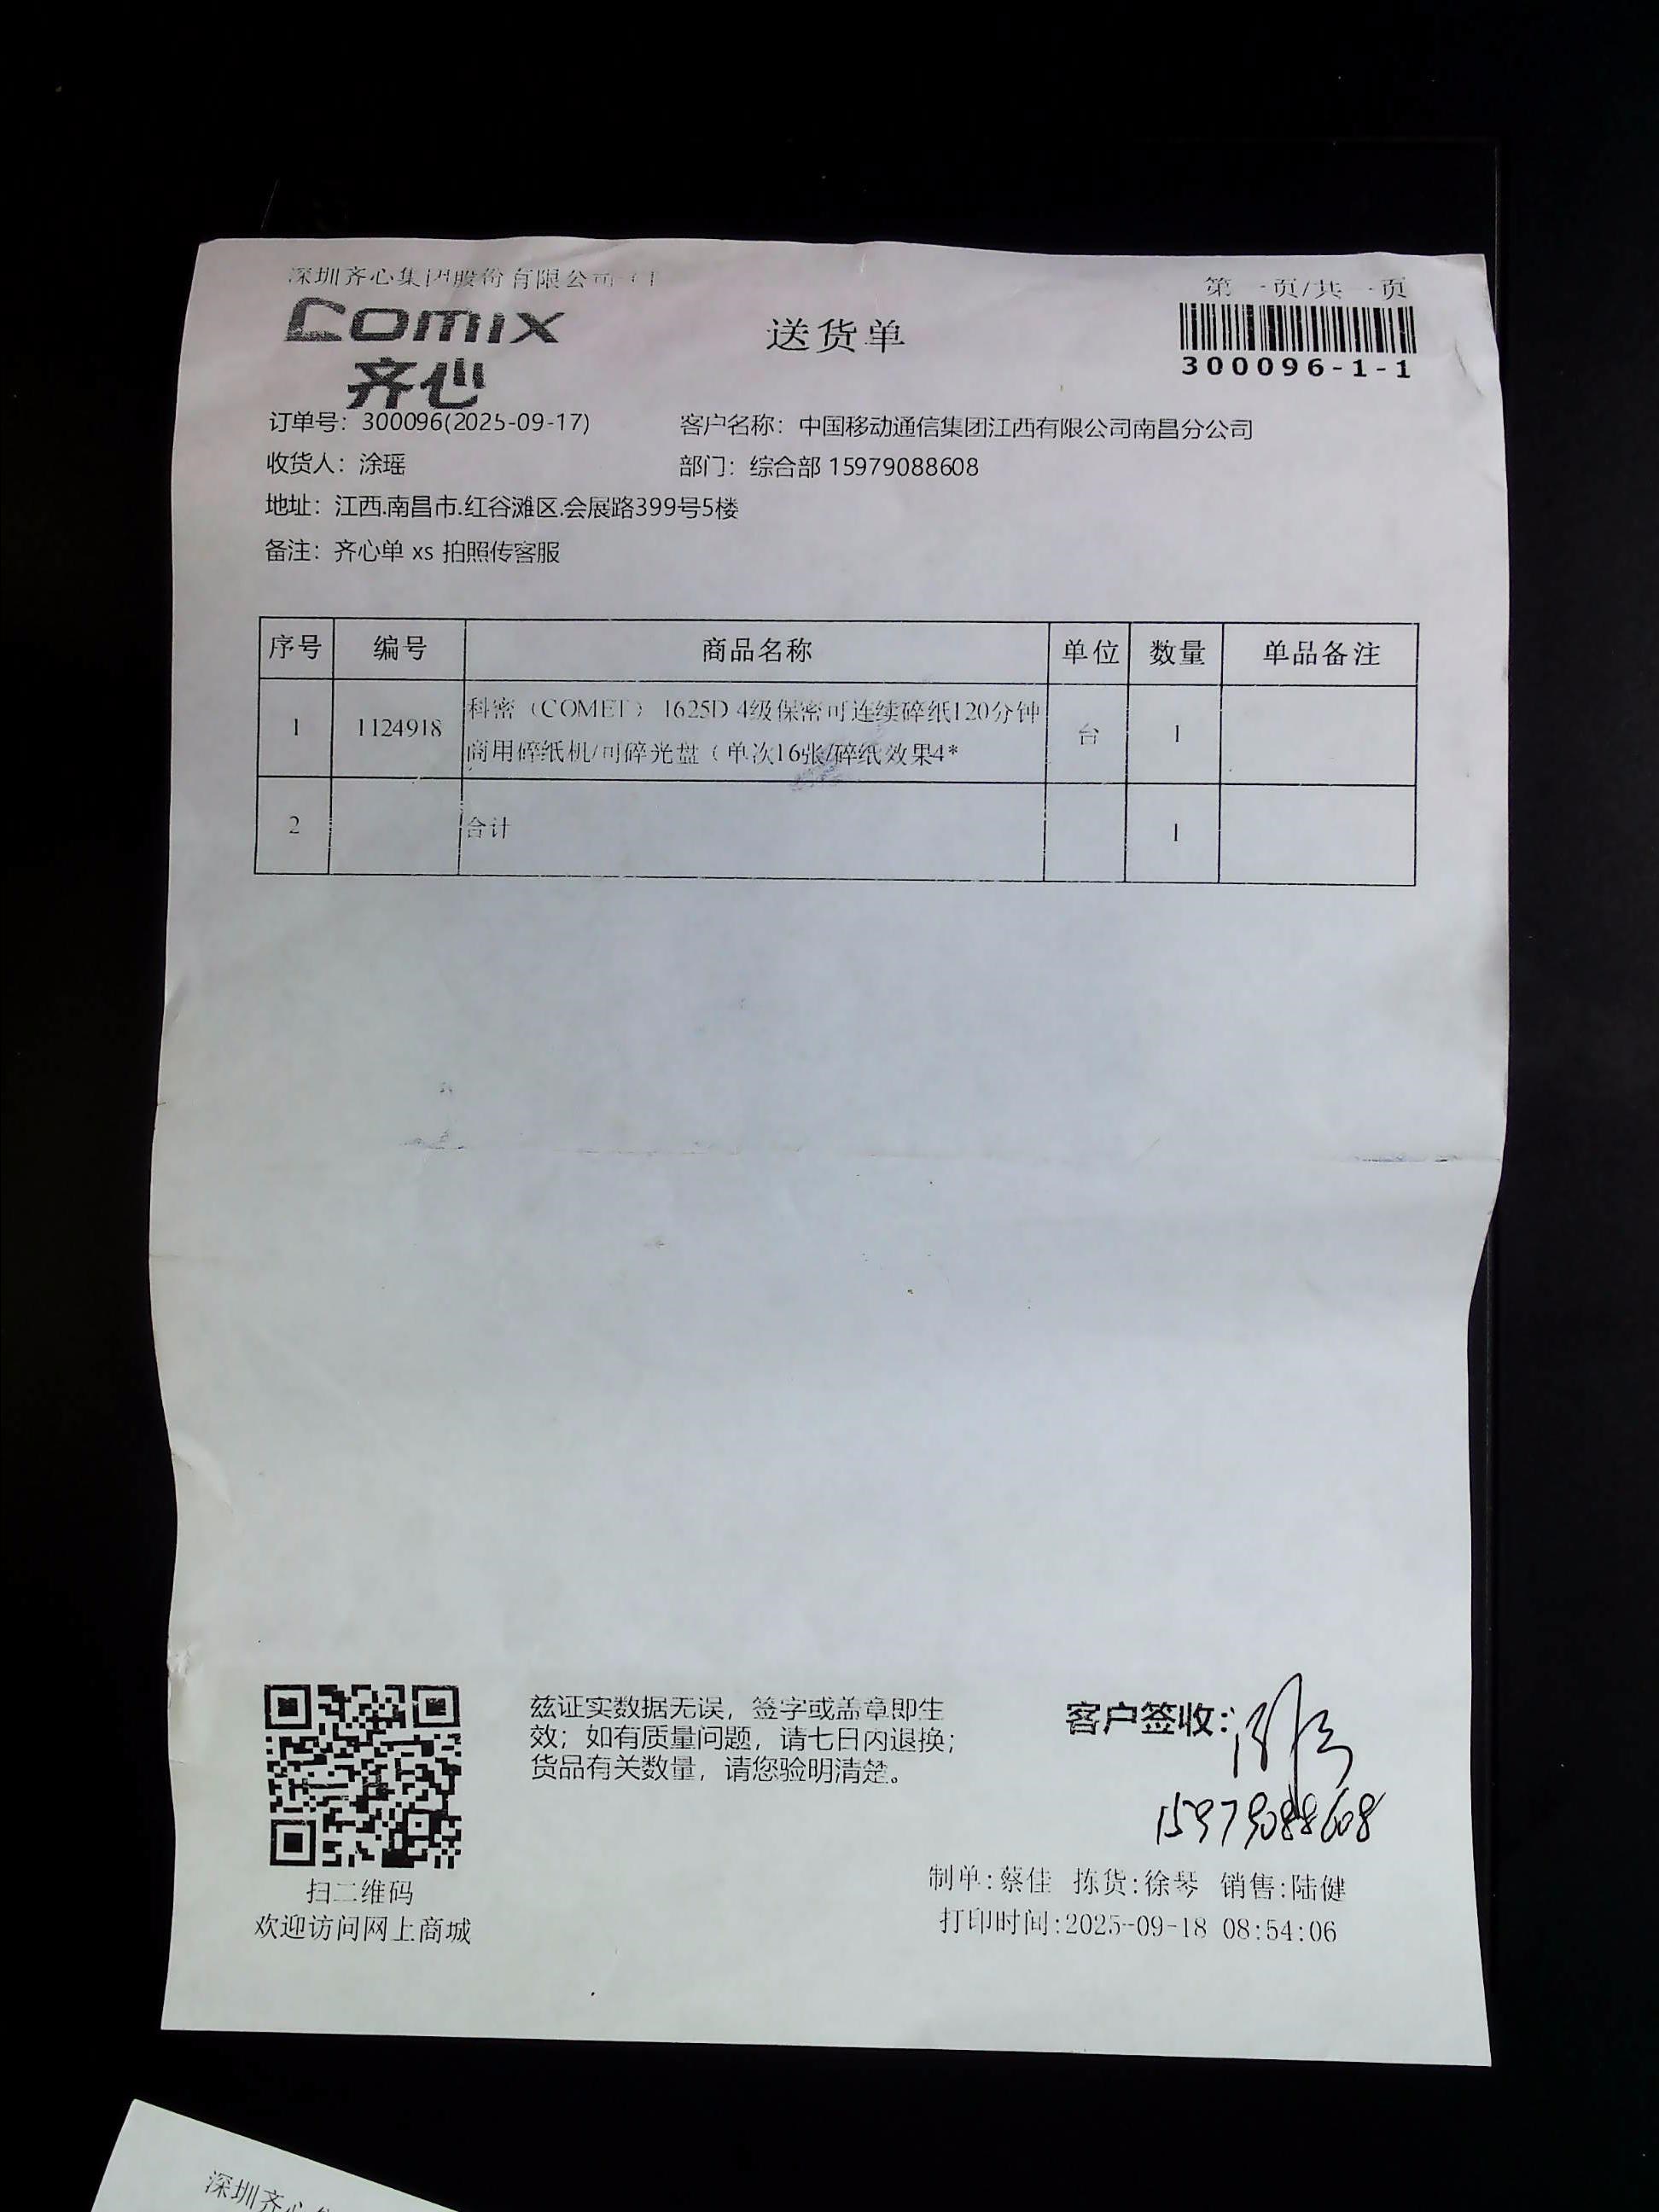 深圳齐心集团股份有限公司
第一页/共一页
comix
齐心
送货单
300096-1-1
订单号：300096(2025-09-17)
客户名称：中国移动通信集团江西有限公司南昌分公司
收货人：涂瑶
部门：综合部 15979088608
地址：江西.南昌市.红谷滩区.会展路399号5楼
备注：齐心单 xs 拍照传客服
序号 编号 商品名称 单位 数量 单品备注
1 1124918 科密（COMET） 1625D 4级保密可连续碎纸120分钟 台 1
商用碎纸机/可碎光盘（单次16张/碎纸效果4*
2 合计 1
兹证实数据无误，签字或盖章即生
效；如有质量问题，请七日内退换；
货品有关数量，请您验明清楚。
客户签收：
15979088608
扫二维码
欢迎访问网上商城
制单:蔡佳 拣货:徐琴 销售:陆健
打印时间:2025-09-18 08:54:06
深圳齐心